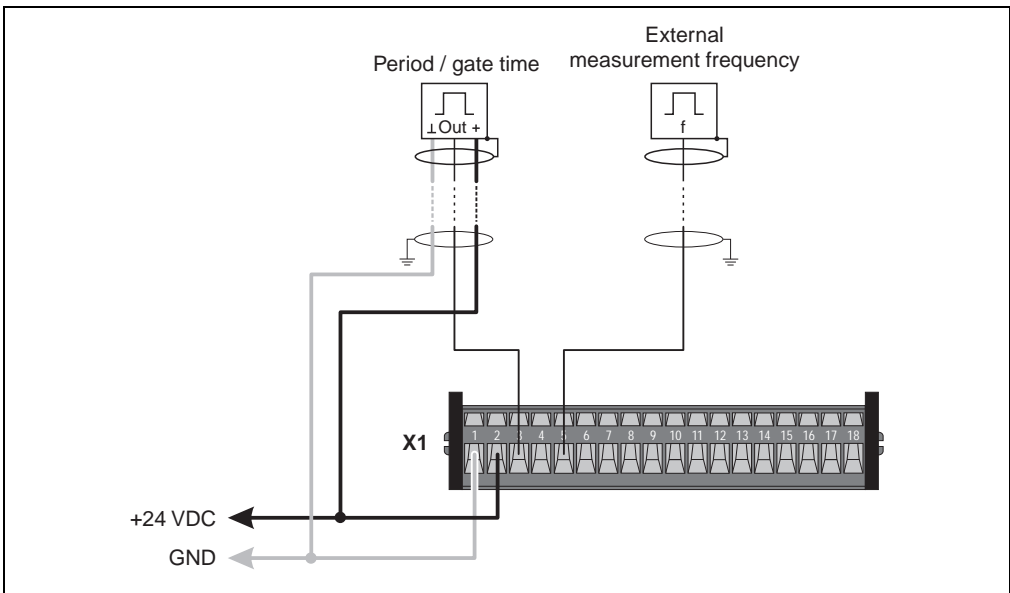 External
measurement frequency
Period / gate time
⊥ Out +
f
X1
1 2 3 4 5 6 7 8 9 10 11 12 13 14 15 16 17 18
+24 VDC
GND